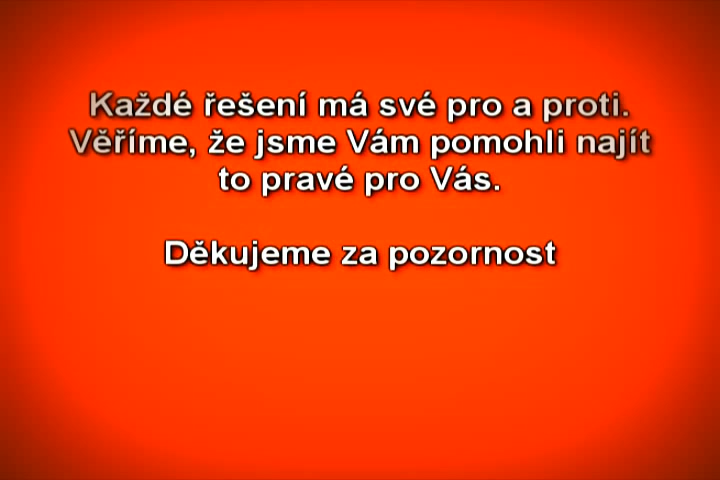 Každé řešení má své pro a proti.
Věříme, že jsme Vám pomohli najít
to pravé pro Vás.
Děkujeme za pozornost